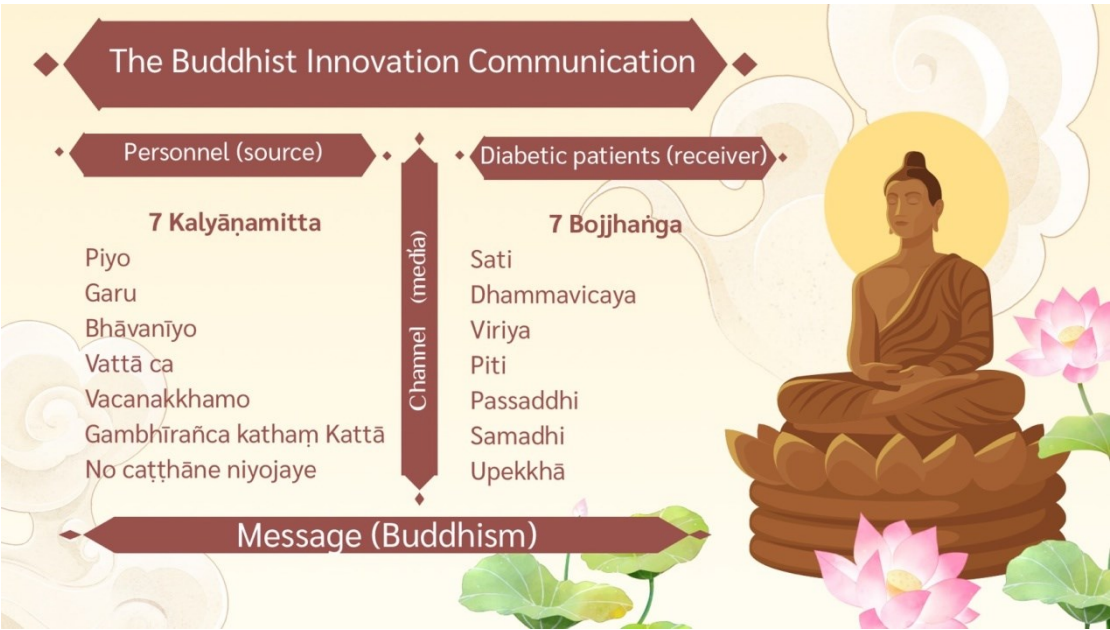 The Buddhist Innovation Communication
Personnel (source)
7 Kalyāṇamitta
Piyo
Garu
Bhāvanīyo
Vattā ca
Vacanakkhamo
Gambhīrañca kathaṃ Kattā
No caṭṭhāne niyojaye
Channel (media)
Diabetic patients (receiver)
7 Bojjhaṅga
Sati
Dhammavicaya
Viriya
Piti
Passaddhi
Samadhi
Upekkhā
Message (Buddhism)